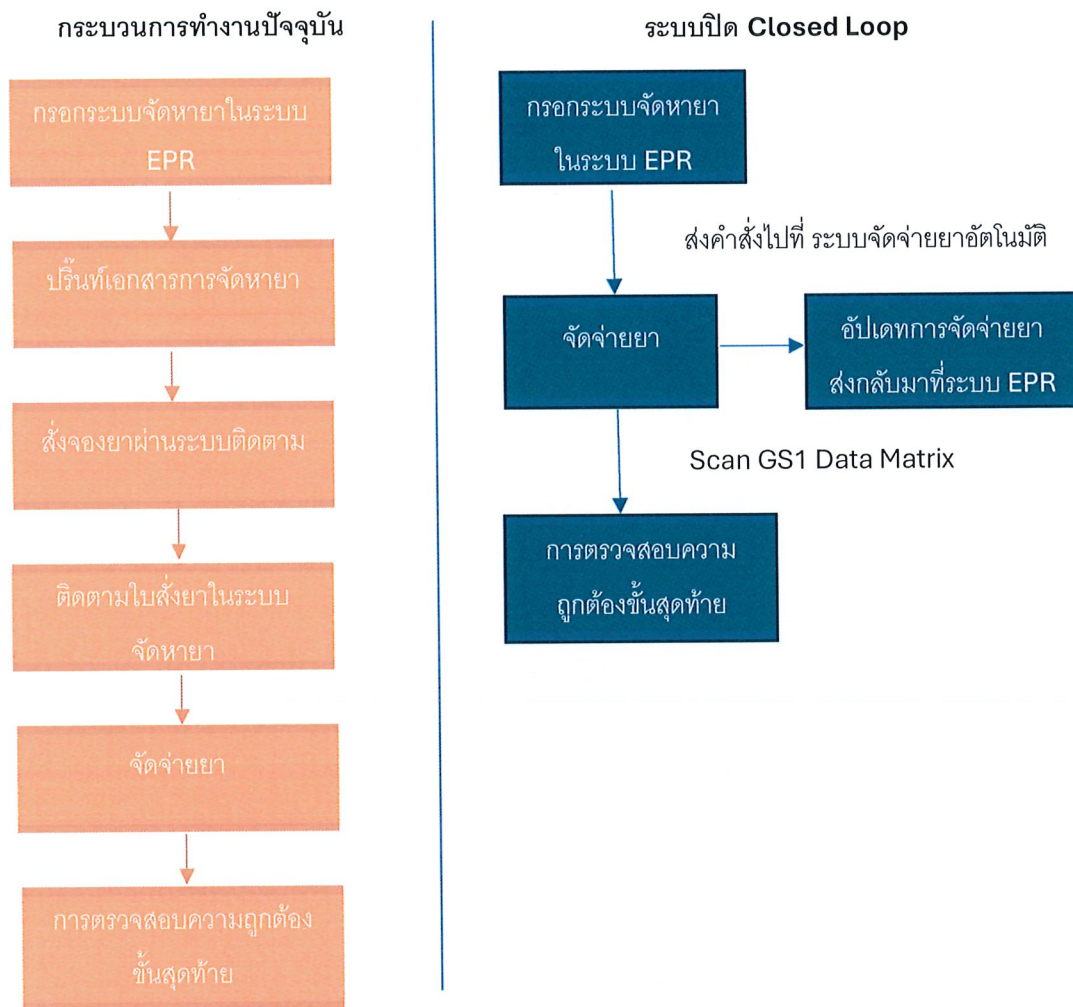 กระบวนการทำงานปัจจุบัน
กรอกระบบจัดหายาในระบบ
EPR
ปริ๊นท์เอกสารการจัดหายา
สั่งจองยาผ่านระบบติดตาม
ติดตามใบสั่งยาในระบบ
จัดหายา
จัดจ่ายยา
การตรวจสอบความถูกต้อง
ขั้นสุดท้าย
ระบบปิด Closed Loop
กรอกระบบจัดหายา
ในระบบ EPR
ส่งคำสั่งไปที่ ระบบจัดจ่ายยาอัตโนมัติ
จัดจ่ายยา
อัปเดทการจัดจ่ายยา
ส่งกลับมาที่ระบบ EPR
Scan GS1 Data Matrix
การตรวจสอบความ
ถูกต้องขั้นสุดท้าย